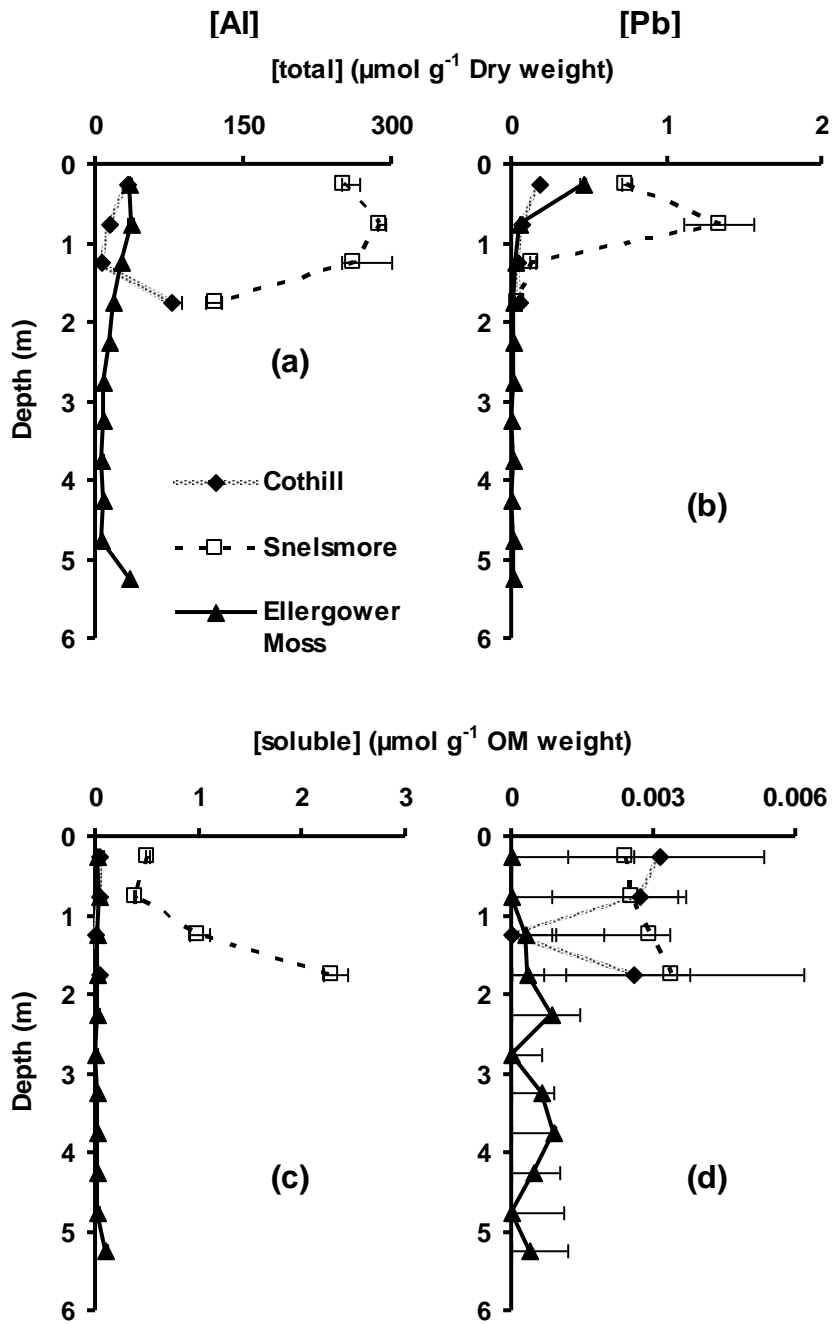 [Al] [Pb]
[total] (µmol g⁻¹ Dry weight)
0 150 300 0 1 2
0
1
2
3
4
5
6
Depth (m)
(a)
Cothill
Snelsmore
Ellergower
Moss
0
1
2
3
4
5
6
(b)
[soluble] (µmol g⁻¹ OM weight)
0 1 2 3 0 0.003 0.006
0
1
2
3
4
5
6
Depth (m)
(c)
0
1
2
3
4
5
6
(d)